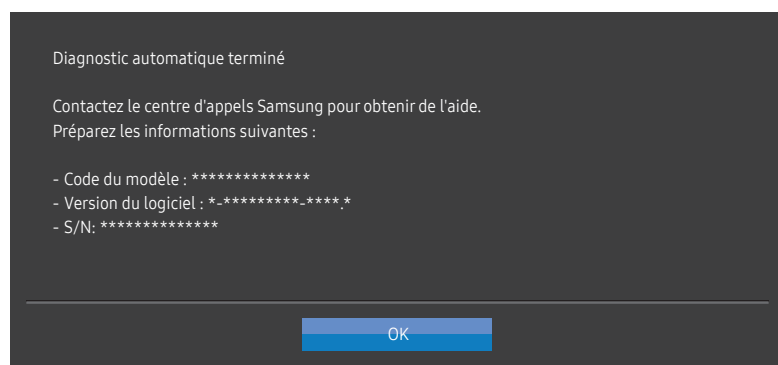 Diagnostic automatique terminé
Contactez le centre d'appels Samsung pour obtenir de l'aide.
Préparez les informations suivantes :
- Code du modèle : **************
- Version du logiciel : *-*********-****.*
- S/N: **************
OK